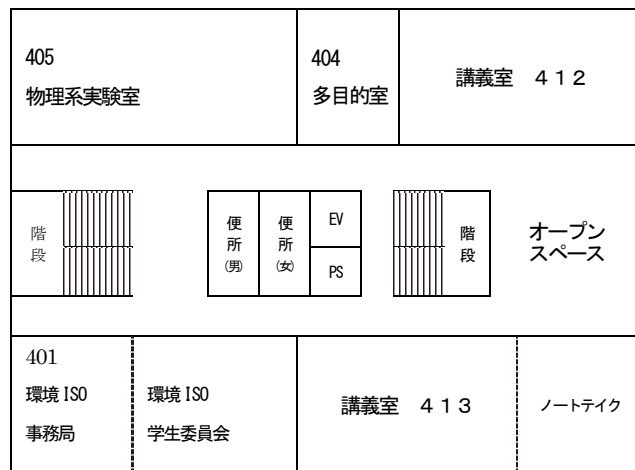 405
物理系実験室
404
多目的室
講義室　４１２
階段
便所(男)
便所(女)
EV
PS
階段
オープン
スペース
401
環境 ISO
事務局
環境 ISO
学生委員会
講義室　４１３
ノートテイク